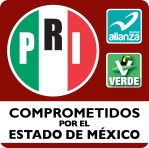 PRI
nueva
alianza
VERDE
COMPROMETIDOS
POR EL
ESTADO DE MÉXICO